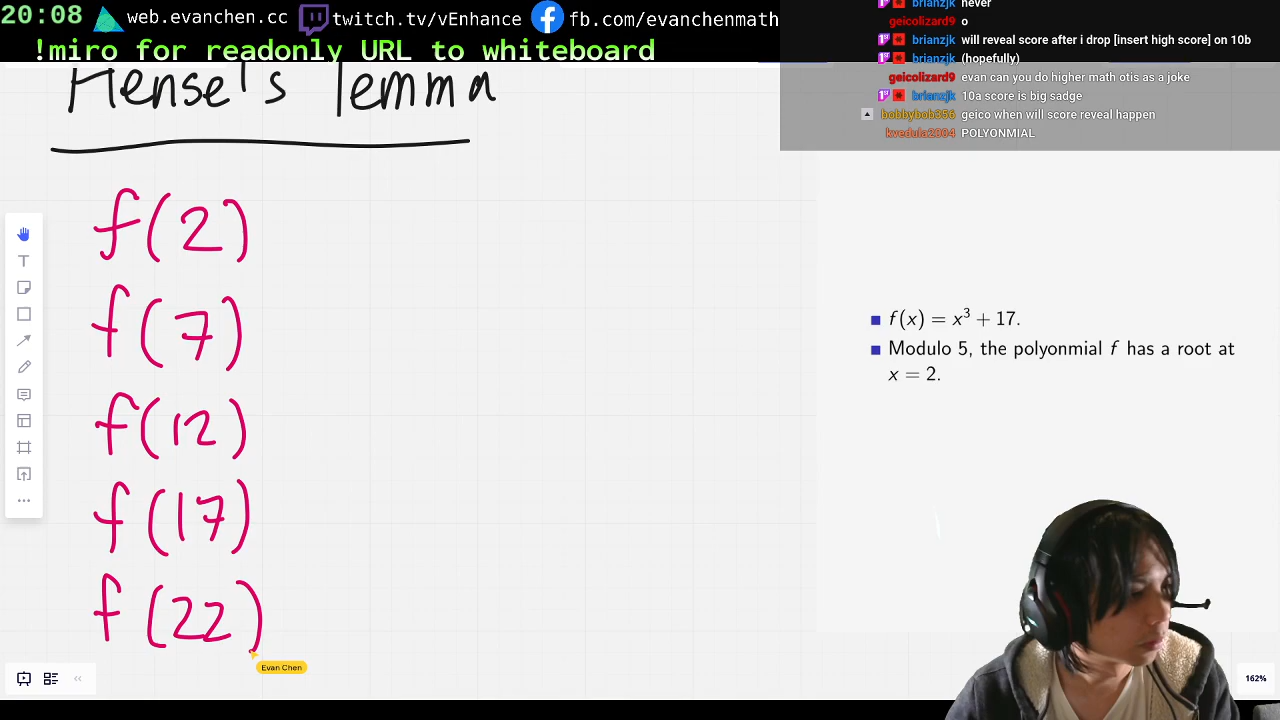 20:08 web.evanchen.cc twitch.tv/vEnhance fb.com/evanchenmath
!miro for readonly URL to whiteboard
brianzjk never
geicolizard9 o
brianzjk will reveal score after i drop [insert high score] on 10b
brianzjk (hopefully)
geicolizard9 evan can you do higher math otis as a joke
brianzjk 10a score is big sadge
bobbybob356 geico when will score reveal happen
kvedula2004 POLYONMIAL
Hensel's lemma
f(2)
f(7)
f(12)
f(17)
f(22)
Evan Chen
f(x) = x³ + 17.
Modulo 5, the polyonmial f has a root at
x = 2.
162%